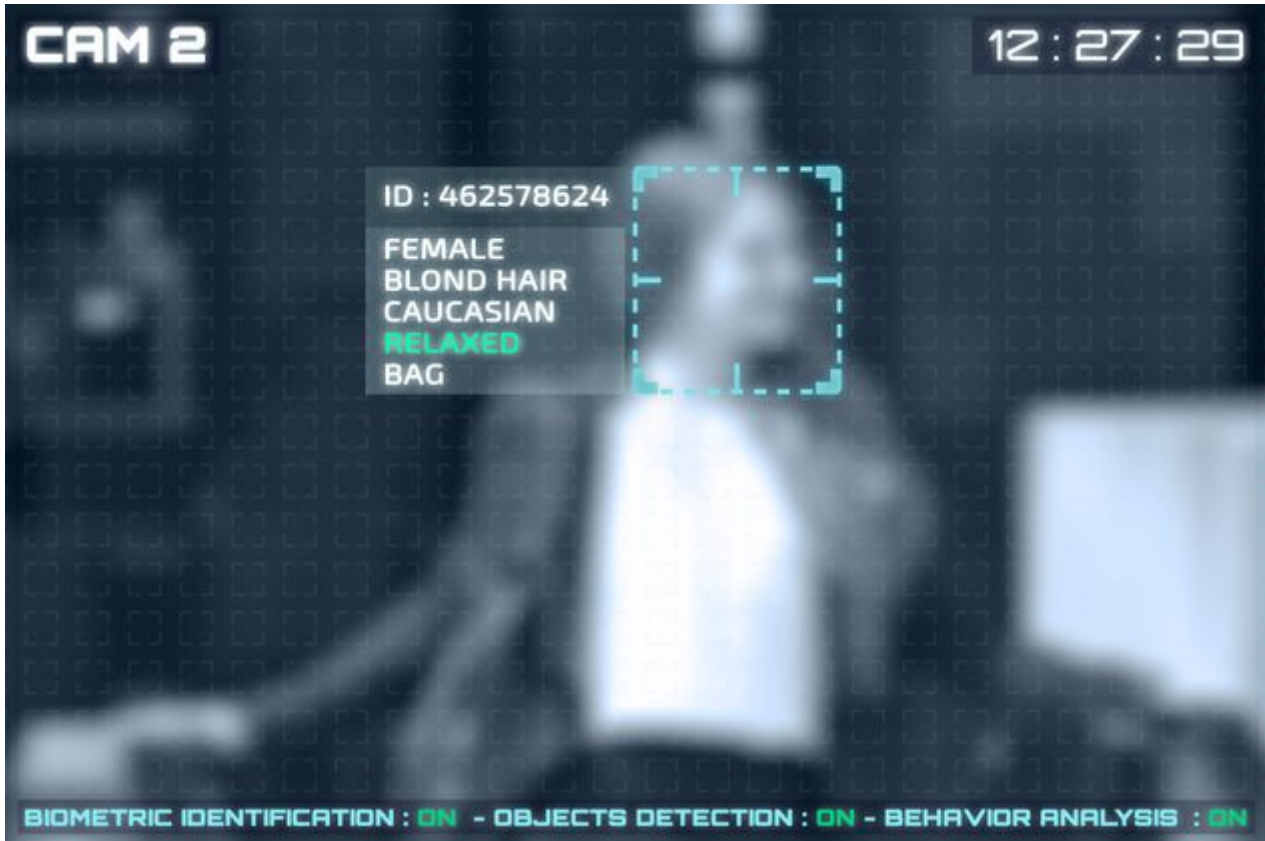 CAM 2
12 : 27 : 29
ID : 462578624
FEMALE
BLOND HAIR
CAUCASIAN
RELAXED
BAG
BIOMETRIC IDENTIFICATION : ON - OBJECTS DETECTION : ON - BEHAVIOR ANALYSIS : ON